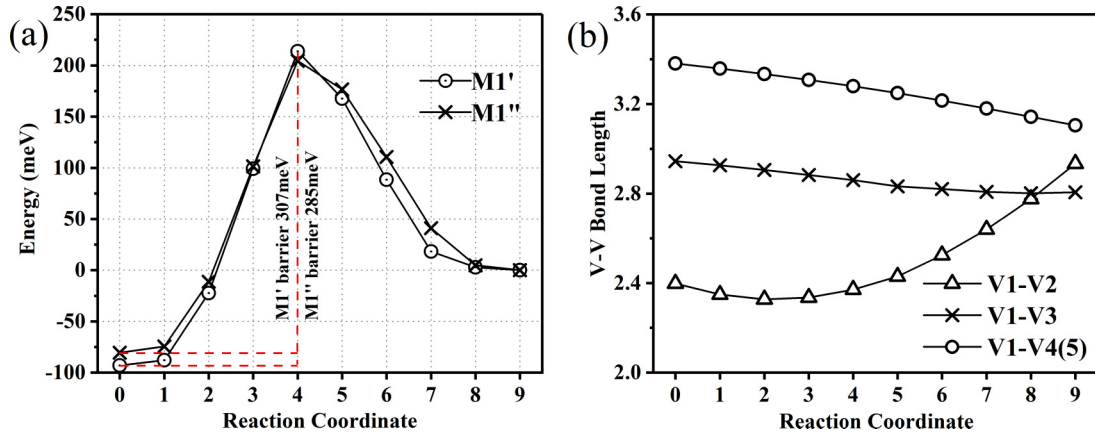 (a)
Energy (meV)
250
200
150
100
50
0
-50
-100
0 1 2 3 4 5 6 7 8 9
Reaction Coordinate
M1'
M1"
M1' barrier 307meV
M1" barrier 285meV
(b)
V-V Bond Length
3.6
3.2
2.8
2.4
2.0
0 1 2 3 4 5 6 7 8 9
Reaction Coordinate
V1-V2
V1-V3
V1-V4(5)